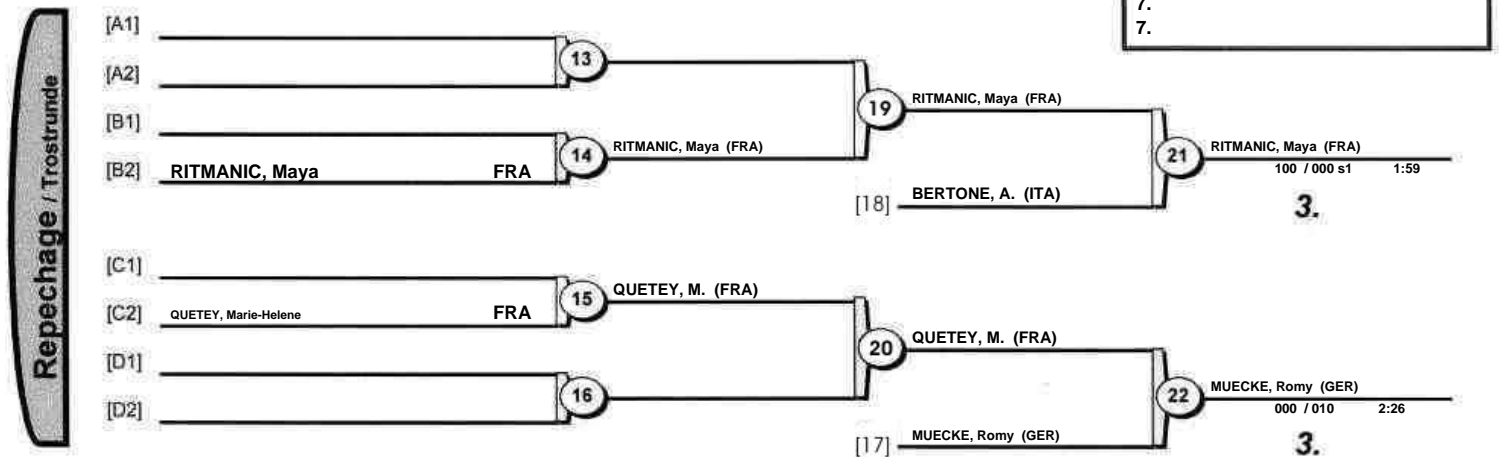 7.
7.
Repechage / Trostrunde
[A1]
13
[A2]
19
RITMANIC, Maya (FRA)
[B1]
14
RITMANIC, Maya (FRA)
[B2] RITMANIC, Maya FRA
21
RITMANIC, Maya (FRA)
100 / 000 s1 1:59
[18] BERTONE, A. (ITA)
3.
[C1]
15
QUETEY, M. (FRA)
[C2] QUETEY, Marie-Helene FRA
20
QUETEY, M. (FRA)
[D1]
16
[D2]
22
MUECKE, Romy (GER)
000 / 010 2:26
[17] MUECKE, Romy (GER)
3.